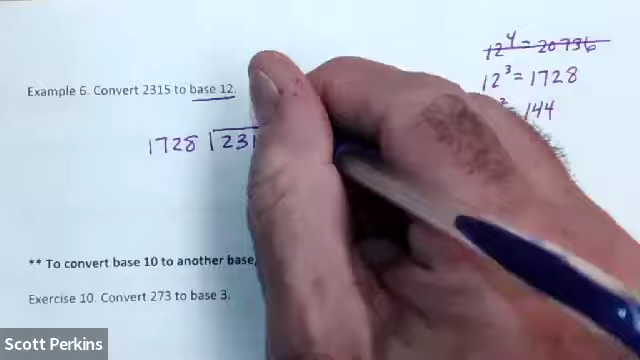 12⁴ = 20736
Example 6. Convert 2315 to base 12.
12³ = 1728
144
1728 231
** To convert base 10 to another base,
Exercise 10. Convert 273 to base 3.
Scott Perkins